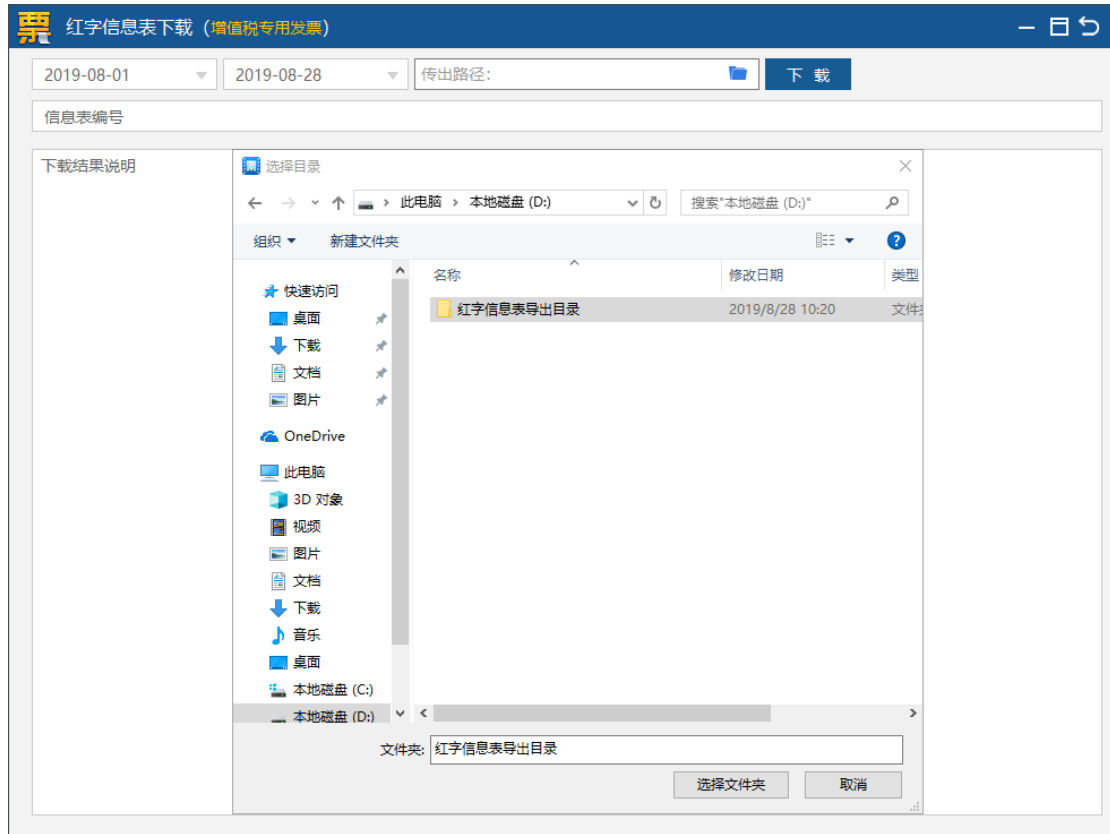 票 红字信息表下载 (增值税专用发票)
2019-08-01 2019-08-28 传出路径: 下 载
信息表编号
下载结果说明
选择目录
此电脑 › 本地磁盘 (D:) 搜索"本地磁盘 (D:)"
组织 新建文件夹
名称 修改日期 类型
快速访问
红字信息表导出目录 2019/8/28 10:20 文件
桌面
下载
文档
图片
OneDrive
此电脑
3D 对象
视频
图片
文档
下载
音乐
桌面
本地磁盘 (C:)
本地磁盘 (D:)
文件夹: 红字信息表导出目录
选择文件夹 取消